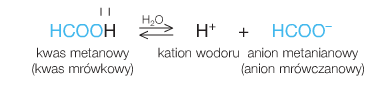 HCOOH H₂O ⇌ H⁺ + HCOO⁻
kwas metanowy kation wodoru anion metanianowy
(kwas mrówkowy) (anion mrówczanowy)